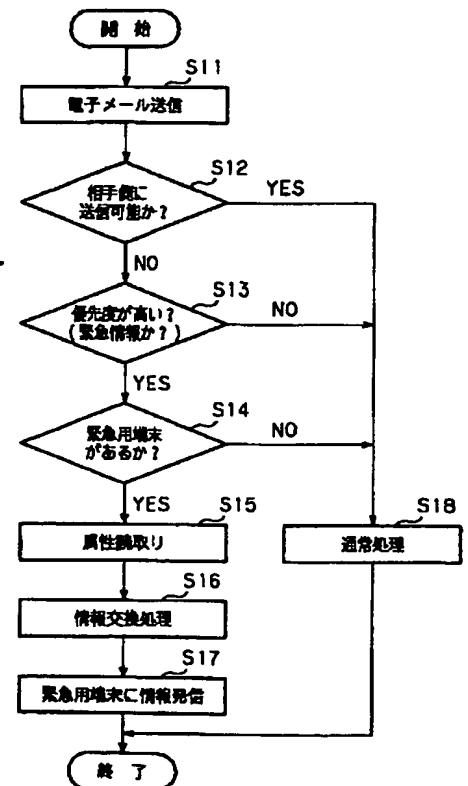 開 始
S11
電子メール送信
S12
相手側に
送信可能か?
YES
NO
S13
優先度が高い?
(緊急情報か?)
NO
YES
S14
緊急用端末
があるか?
NO
YES
S15
属性読取り
S18
通常処理
S16
情報交換処理
S17
緊急用端末に情報発信
終 了